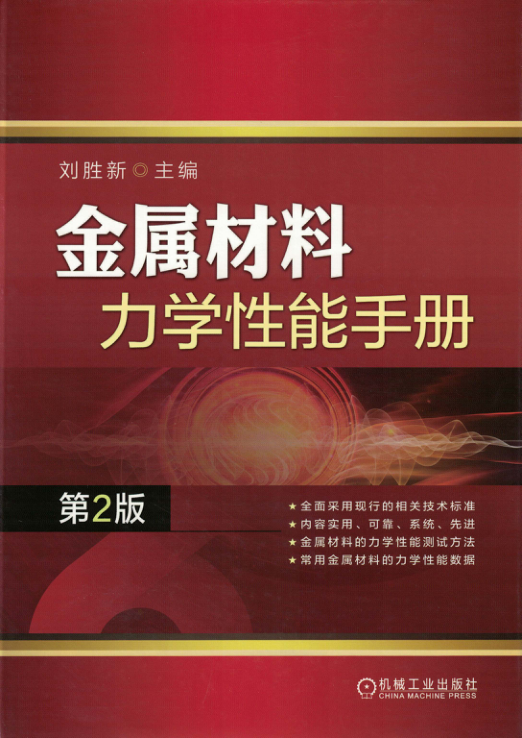 刘胜新◎主编
金属材料
力学性能手册
第2版
★全面采用现行的相关技术标准
★内容实用、可靠、系统、先进
★金属材料的力学性能测试方法
★常用金属材料的力学性能数据
机械工业出版社
CHINA MACHINE PRESS